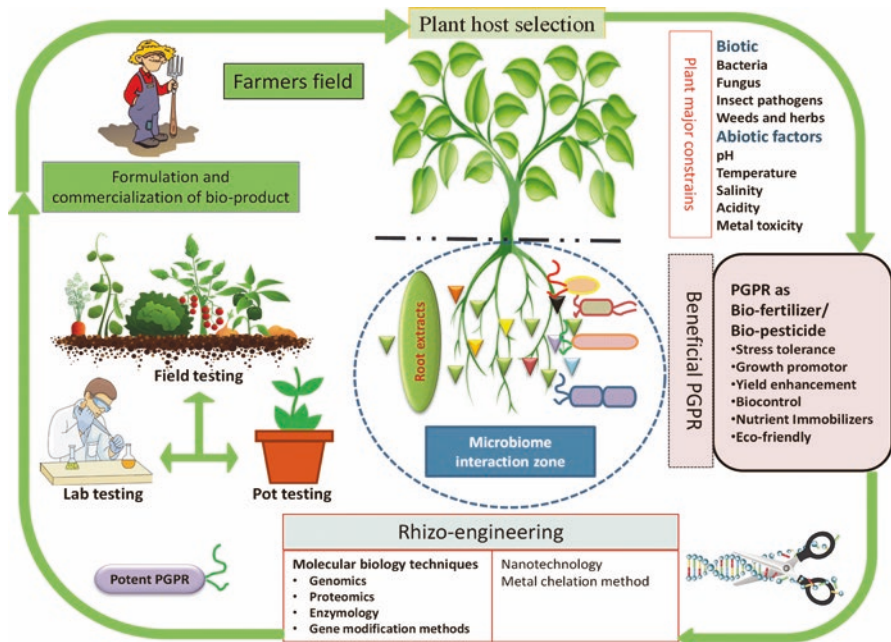 Plant host selection
Farmers field
Formulation and
commercialization of bio-product
Field testing
Lab testing
Pot testing
Potent PGPR
Root extracts
Microbiome
interaction zone
Plant major constrains
Biotic
Bacteria
Fungus
Insect pathogens
Weeds and herbs
Abiotic factors
pH
Temperature
Salinity
Acidity
Metal toxicity
Beneficial PGPR
PGPR as
Bio-fertilizer/
Bio-pesticide
•Stress tolerance
•Growth promotor
•Yield enhancement
•Biocontrol
•Nutrient Immobilizers
•Eco-friendly
Rhizo-engineering
Molecular biology techniques
• Genomics
• Proteomics
• Enzymology
• Gene modification methods
Nanotechnology
Metal chelation method